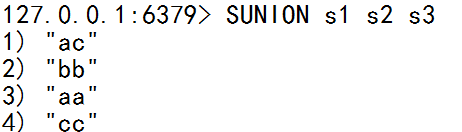 127.0.0.1:6379> SUNION s1 s2 s3
1) "ac"
2) "bb"
3) "aa"
4) "cc"